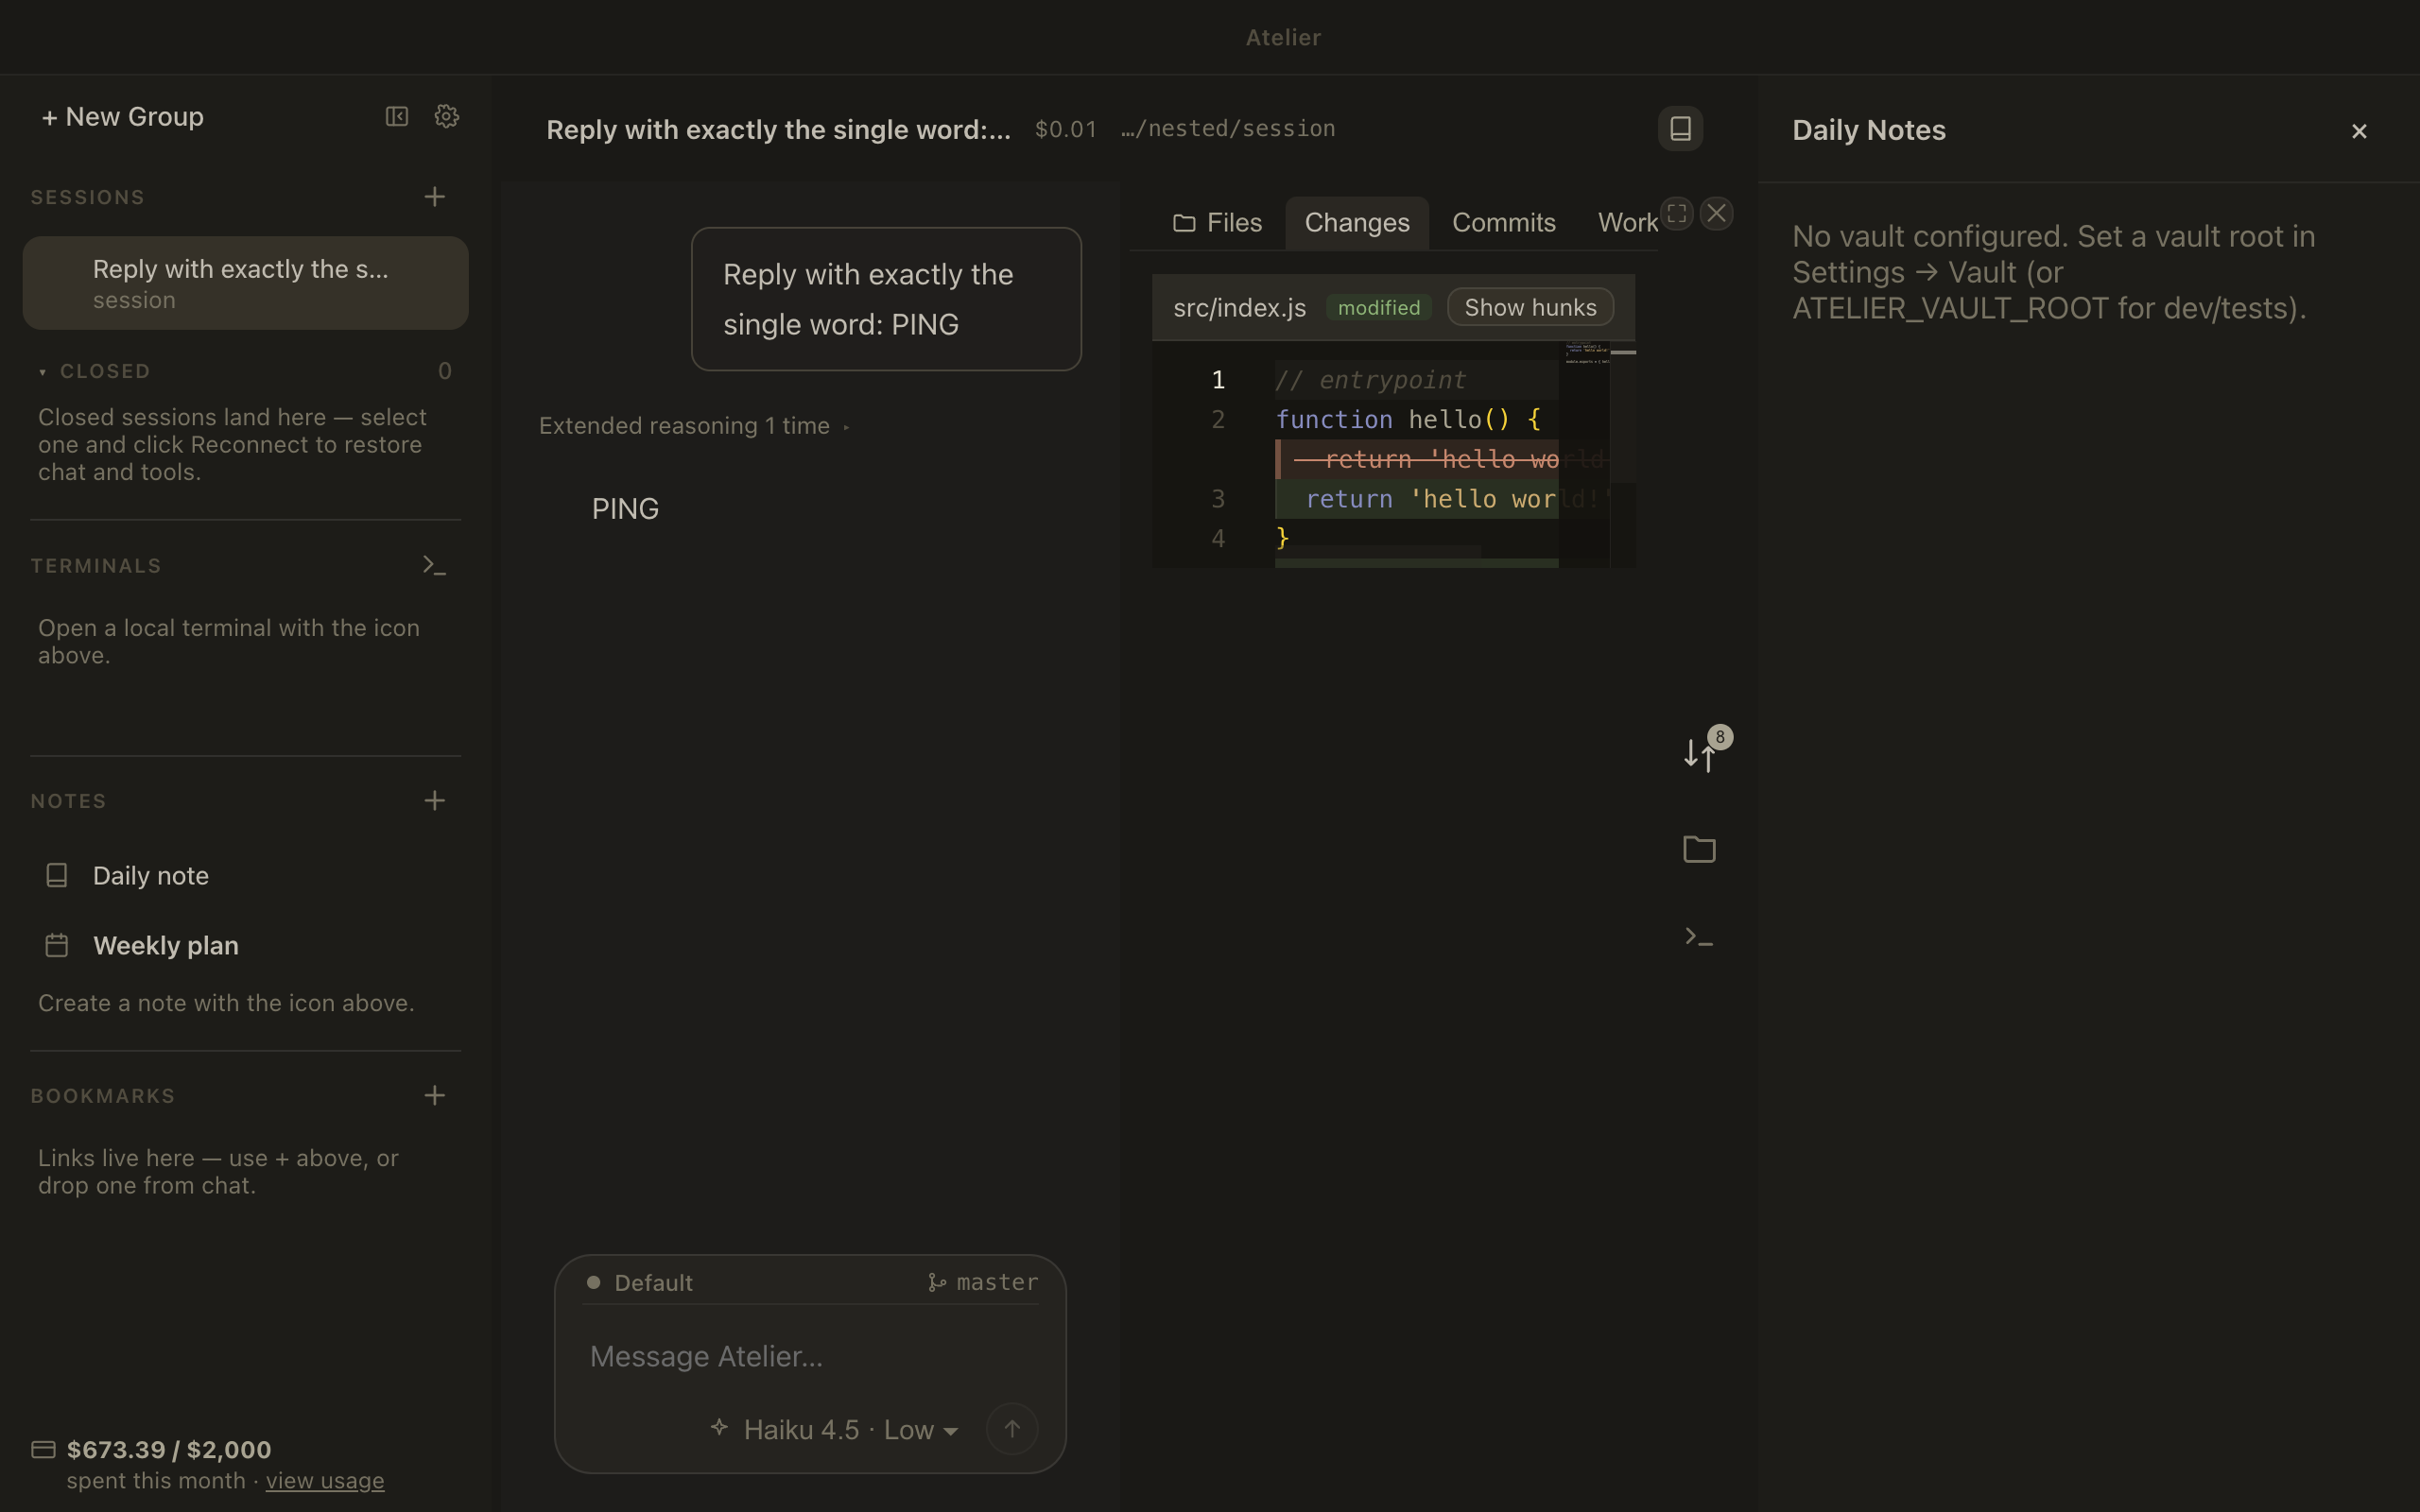 Atelier
+ New Group
SESSIONS
Reply with exactly the s...
session
CLOSED 0
Closed sessions land here — select
one and click Reconnect to restore
chat and tools.
TERMINALS
Open a local terminal with the icon
above.
NOTES
Daily note
Weekly plan
Create a note with the icon above.
BOOKMARKS
Links live here — use + above, or
drop one from chat.
$673.39 / $2,000
spent this month · view usage
Reply with exactly the single word:... $0.01 …/nested/session
Reply with exactly the
single word: PING
Extended reasoning 1 time
PING
Default master
Message Atelier...
Haiku 4.5 · Low
Files Changes Commits Work
src/index.js modified Show hunks
1 // entrypoint
2 function hello() {
return 'hello world
3 return 'hello world!'
4 }
8
Daily Notes
No vault configured. Set a vault root in
Settings → Vault (or
ATELIER_VAULT_ROOT for dev/tests).